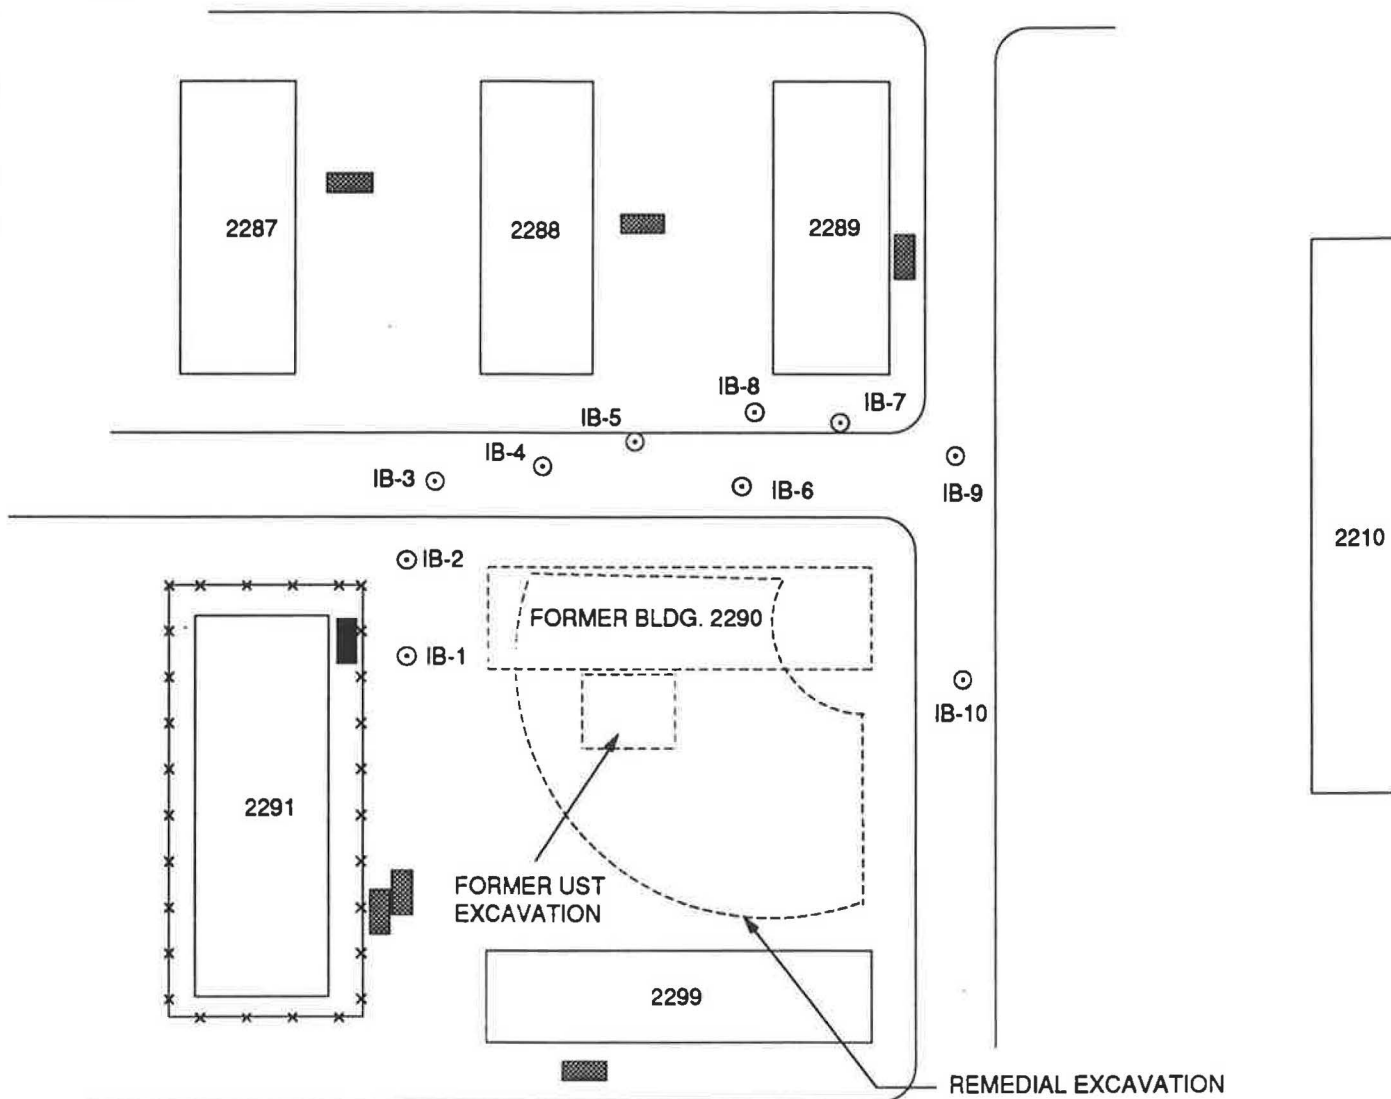 2287
2288
2289
IB-8
IB-7
IB-5
IB-4
IB-3
IB-6
IB-9
2210
IB-2
FORMER BLDG. 2290
IB-1
IB-10
2291
FORMER UST
EXCAVATION
2299
REMEDIAL EXCAVATION